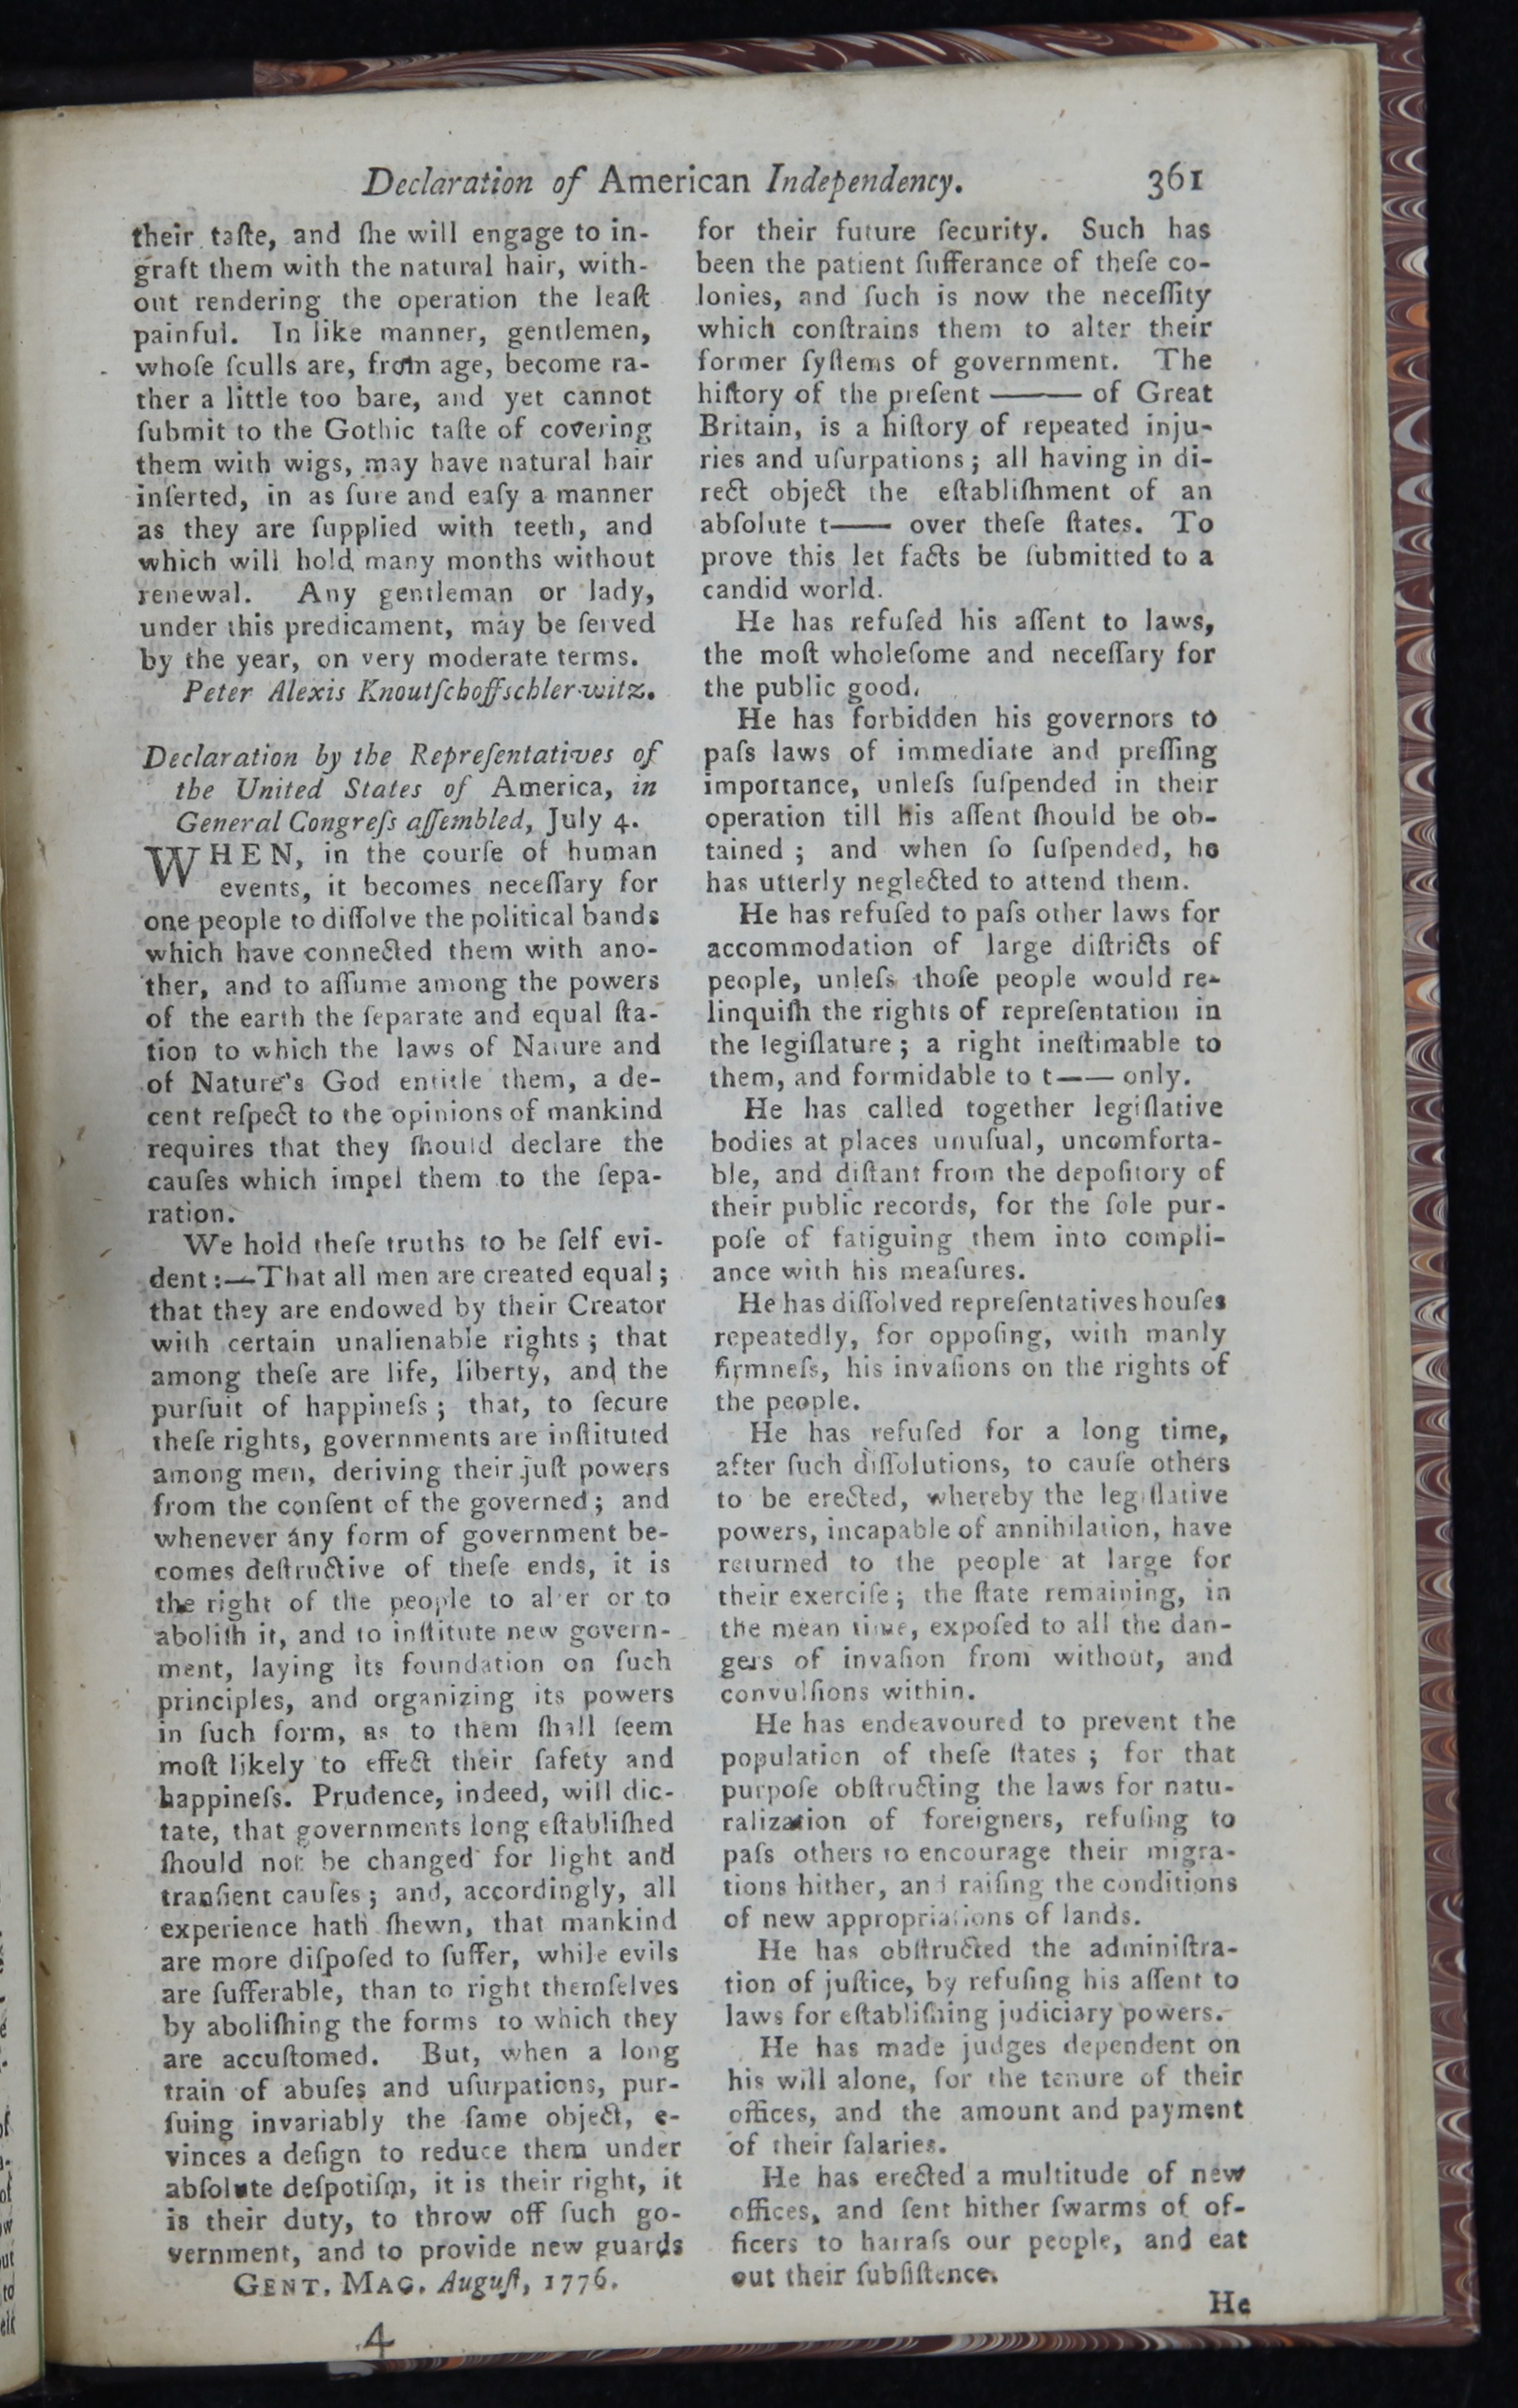 Declaration of American Independency. 361
their taſte, and ſhe will engage to in-
graft them with the natural hair, with-
out rendering the operation the leaſt
painful. In like manner, gentlemen,
whoſe ſculls are, from age, become ra-
ther a little too bare, and yet cannot
ſubmit to the Gothic taſte of covering
them with wigs, may have natural hair
inſerted, in as ſure and eaſy a manner
as they are ſupplied with teeth, and
which will hold many months without
renewal. Any gentleman or lady,
under this predicament, may be ſerved
by the year, on very moderate terms.
Peter Alexis Knoutſchoffschlerwitz.
Declaration by the Repreſentatives of
the United States of America, in
General Congreſs aſſembled, July 4.
WHEN, in the courſe of human
events, it becomes neceſſary for
one people to diſſolve the political bands
which have connected them with ano-
ther, and to aſſume among the powers
of the earth the ſeparate and equal ſta-
tion to which the laws of Nature and
of Nature's God entitle them, a de-
cent reſpect to the opinions of mankind
requires that they ſhould declare the
cauſes which impel them to the ſepa-
ration.
We hold theſe truths to be ſelf evi-
dent:—That all men are created equal;
that they are endowed by their Creator
with certain unalienable rights; that
among theſe are life, liberty, and the
purſuit of happineſs; that, to ſecure
theſe rights, governments are inſtituted
among men, deriving their juſt powers
from the conſent of the governed; and
whenever any form of government be-
comes deſtructive of theſe ends, it is
the right of the people to alter or to
aboliſh it, and to inſtitute new govern-
ment, laying its foundation on ſuch
principles, and organizing its powers
in ſuch form, as to them ſhall ſeem
moſt likely to effect their ſafety and
happineſs. Prudence, indeed, will dic-
tate, that governments long eſtabliſhed
ſhould not be changed for light and
tranſient cauſes; and, accordingly, all
experience hath ſhewn, that mankind
are more diſpoſed to ſuffer, while evils
are ſufferable, than to right themſelves
by aboliſhing the forms to which they
are accuſtomed. But, when a long
train of abuſes and uſurpations, pur-
ſuing invariably the ſame object, e-
vinces a deſign to reduce them under
abſolute deſpotiſm, it is their right, it
is their duty, to throw off ſuch go-
vernment, and to provide new guards
GENT. MAG. Auguſt, 1776.
4
for their future ſecurity. Such has
been the patient ſufferance of theſe co-
lonies, and ſuch is now the neceſſity
which conſtrains them to alter their
former ſyſtems of government. The
hiſtory of the preſent ——— of Great
Britain, is a hiſtory of repeated inju-
ries and uſurpations; all having in di-
rect object the eſtabliſhment of an
abſolute t—— over theſe ſtates. To
prove this let facts be ſubmitted to a
candid world.
He has refuſed his aſſent to laws,
the moſt wholeſome and neceſſary for
the public good.
He has forbidden his governors to
paſs laws of immediate and preſſing
importance, unleſs ſuſpended in their
operation till his aſſent ſhould be ob-
tained; and when ſo ſuſpended, he
has utterly neglected to attend them.
He has refuſed to paſs other laws for
accommodation of large diſtricts of
people, unleſs thoſe people would re-
linquiſh the rights of repreſentation in
the legiſlature; a right ineſtimable to
them, and formidable to t—— only.
He has called together legiſlative
bodies at places unuſual, uncomforta-
ble, and diſtant from the depoſitory of
their public records, for the ſole pur-
poſe of fatiguing them into compli-
ance with his meaſures.
He has diſſolved repreſentatives houſes
repeatedly, for oppoſing, with manly
firmneſs, his invaſions on the rights of
the people.
He has refuſed for a long time,
after ſuch diſſolutions, to cauſe others
to be erected, whereby the legiſlative
powers, incapable of annihilation, have
returned to the people at large for
their exerciſe; the ſtate remaining, in
the mean time, expoſed to all the dan-
gers of invaſion from without, and
convulſions within.
He has endeavoured to prevent the
population of theſe ſtates; for that
purpoſe obſtructing the laws for natu-
ralization of foreigners, refuſing to
paſs others to encourage their migra-
tions hither, and raiſing the conditions
of new appropriations of lands.
He has obſtructed the adminiſtra-
tion of juſtice, by refuſing his aſſent to
laws for eſtabliſhing judiciary powers.
He has made judges dependent on
his will alone, for the tenure of their
offices, and the amount and payment
of their ſalaries.
He has erected a multitude of new
offices, and ſent hither ſwarms of of-
ficers to harraſs our people, and eat
out their ſubſiſtence.
He